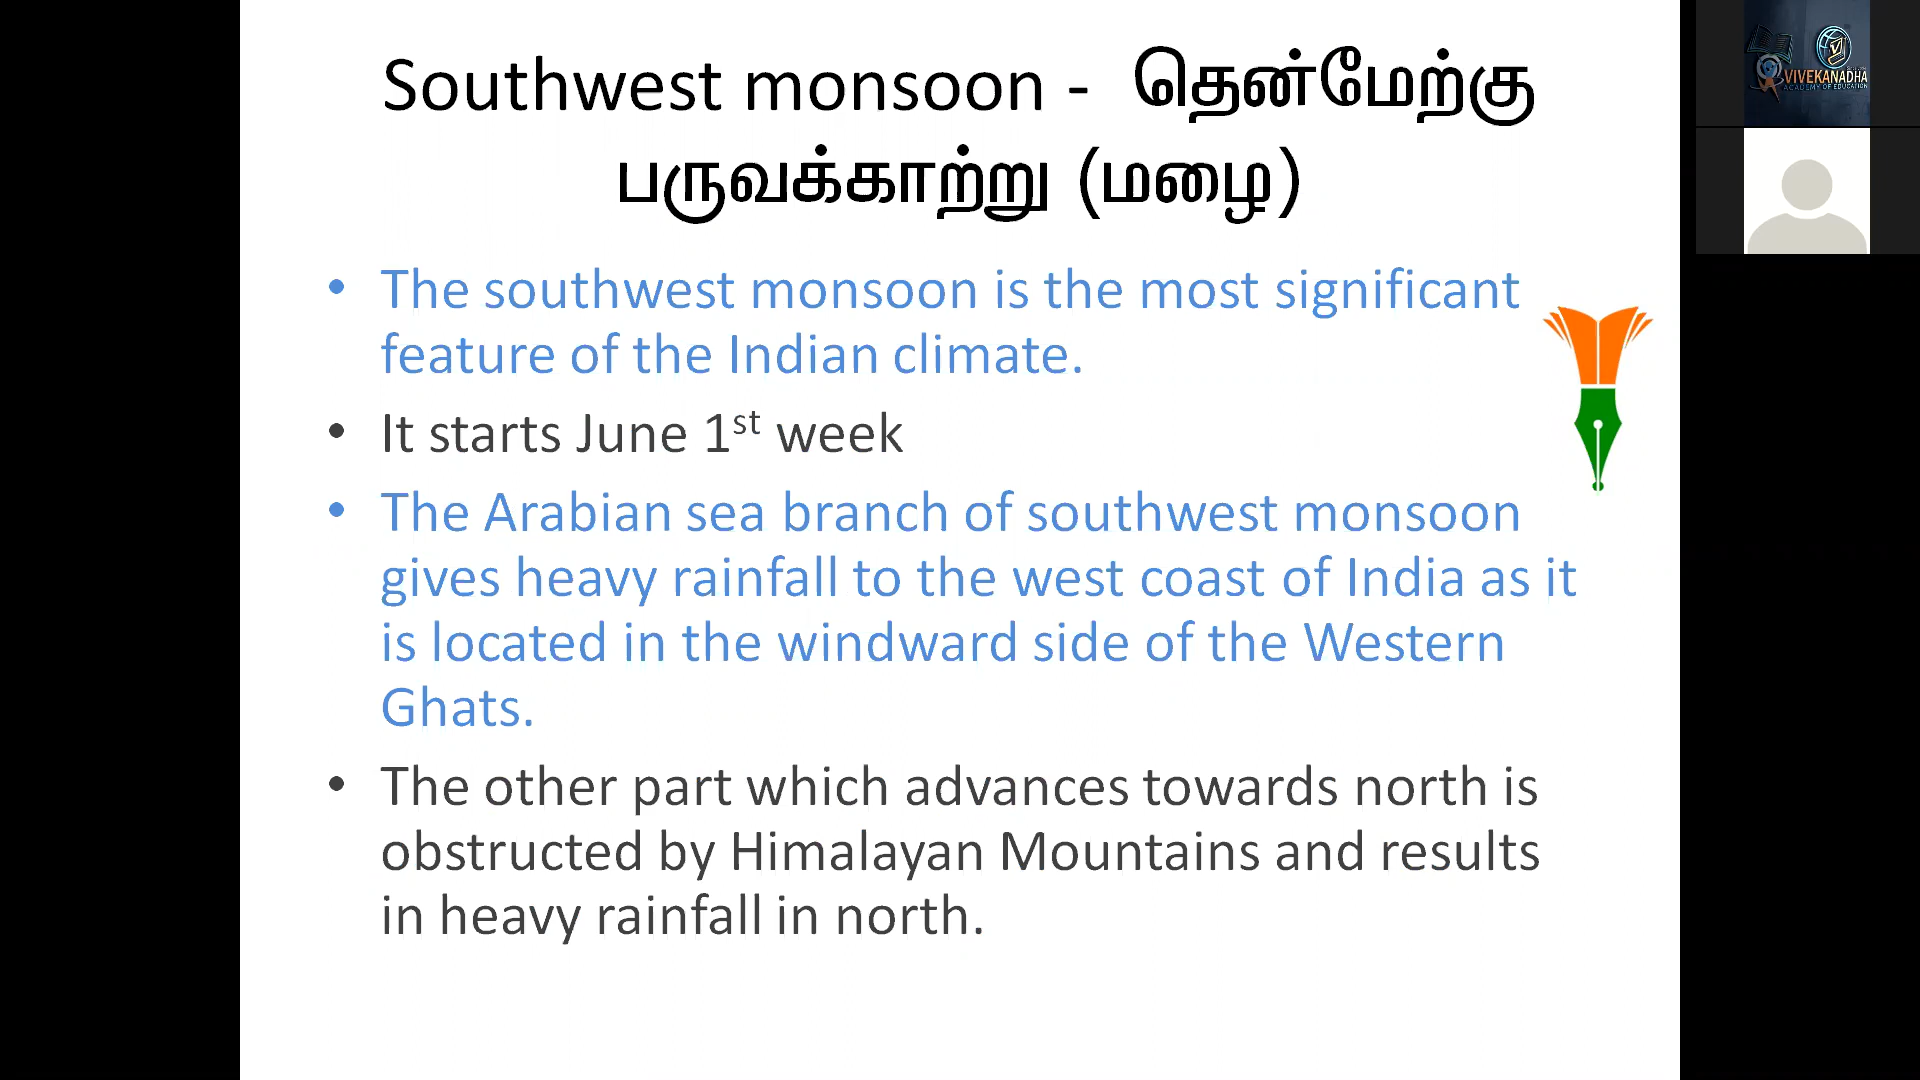 Southwest monsoon - தென்மேற்கு
பருவக்காற்று (மழை)
• The southwest monsoon is the most significant
feature of the Indian climate.
• It starts June 1st week
• The Arabian sea branch of southwest monsoon
gives heavy rainfall to the west coast of India as it
is located in the windward side of the Western
Ghats.
• The other part which advances towards north is
obstructed by Himalayan Mountains and results
in heavy rainfall in north.
VIVEKANADHA
ACADEMY OF EDUCATION